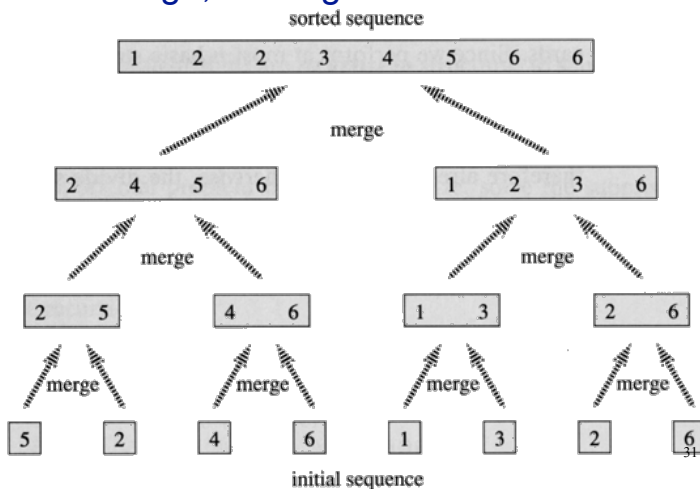 sorted sequence
1 2 2 3 4 5 6 6
merge
2 4 5 6 1 2 3 6
merge merge
2 5 4 6 1 3 2 6
merge merge merge merge
5 2 4 6 1 3 2 6
31
initial sequence